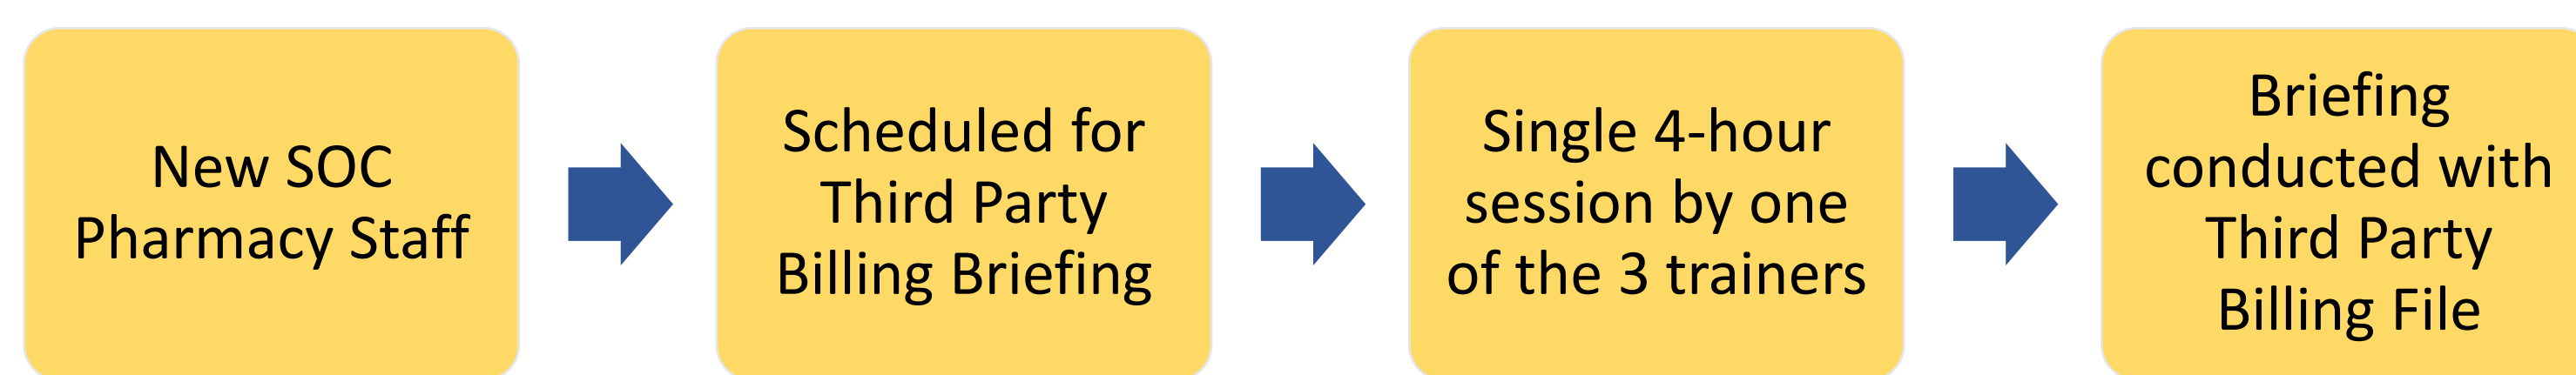 New SOC
Pharmacy Staff
Scheduled for
Third Party
Billing Briefing
Single 4-hour
session by one
of the 3 trainers
Briefing
conducted with
Third Party
Billing File